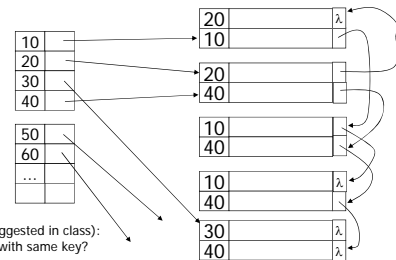 10
20
30
40
50
60
...
20 λ
10
20
40
10 λ
40 λ
10 λ
40
30 λ
40 λ
ggested in class):
with same key?